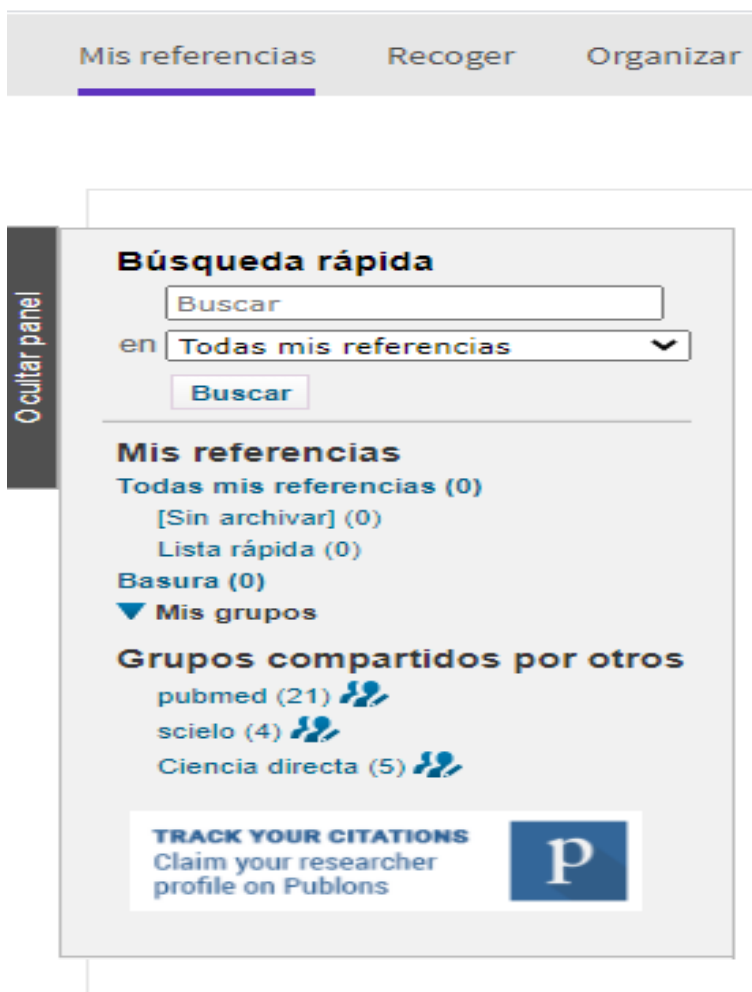 Mis referencias Recoger Organizar
Ocultar panel
Búsqueda rápida
Buscar
en Todas mis referencias
Buscar
Mis referencias
Todas mis referencias (0)
[Sin archivar] (0)
Lista rápida (0)
Basura (0)
Mis grupos
Grupos compartidos por otros
pubmed (21)
scielo (4)
Ciencia directa (5)
TRACK YOUR CITATIONS
Claim your researcher
profile on Publons
p